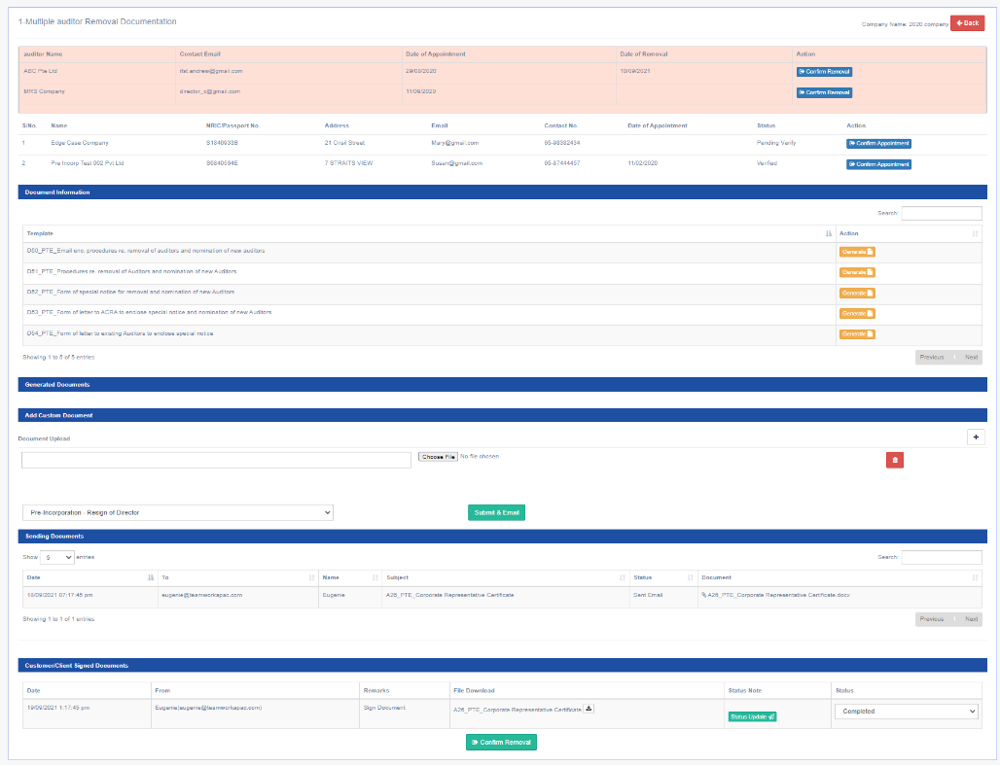 1-Multiple auditor Removal Documentation
Company Name: 2020 company Back
auditer Name Contact Email Date of Appointment Date of Removal Action
ABC Pte Ltd ifst.andrew@gmail.com 29/08/2020 10/09/2021 Confirm Removal
MRS Company director_c@gmail.com 11/09/2020 Confirm Removal
S/No. Name NRIC/Passport No. Address Email Contact No. Date of Appointment Status Action
1 Edge Case Company S1846933B 21 Crisil Street Mary@gmail.com 65-98382434 Pending Verify Confirm Appointment
2 Pre Incorp Test 002 Pvt Ltd S6840664E 7 STRAITS VIEW Susan@gmail.com 65-87444457 11/02/2020 Verified Confirm Appointment
Document Information
Search:
Template Action
D50_PTE_Email enc. procedures re. removal of auditors and nomination of new auditors Generate
D51_PTE_Procedures re. removal of Auditors and nomination of new Auditors Generate
D52_PTE_Form of special notice for removal and nomination of new Auditors Generate
D53_PTE_Form of letter to ACRA to enclose special notice and nomination of new Auditors Generate
D54_PTE_Form of letter to existing Auditors to enclose special notice Generate
Showing 1 to 5 of 5 entries Previous 1 Next
Generated Documents
Add Custom Document
Document Upload +
Choose File No file chosen
Pre-Incorporation - Resign of Director Submit & Email
Sending Documents
Show 5 entries Search:
Date To Name Subject Status Document
18/09/2021 07:17:45 pm eugenie@teamworkapac.com Eugenie A26_PTE_Corporate Representative Certificate Sent Email A26_PTE_Corporate Representative Certificate.docx
Showing 1 to 1 of 1 entries Previous 1 Next
Customer/Client Signed Documents
Date From Remarks File Download Status Note Status
19/09/2021 1:17:45 pm Eugenie(eugenie@teamworkapac.com) Sign Document A26_PTE_Corporate Representative Certificate Status Update Completed
Confirm Removal